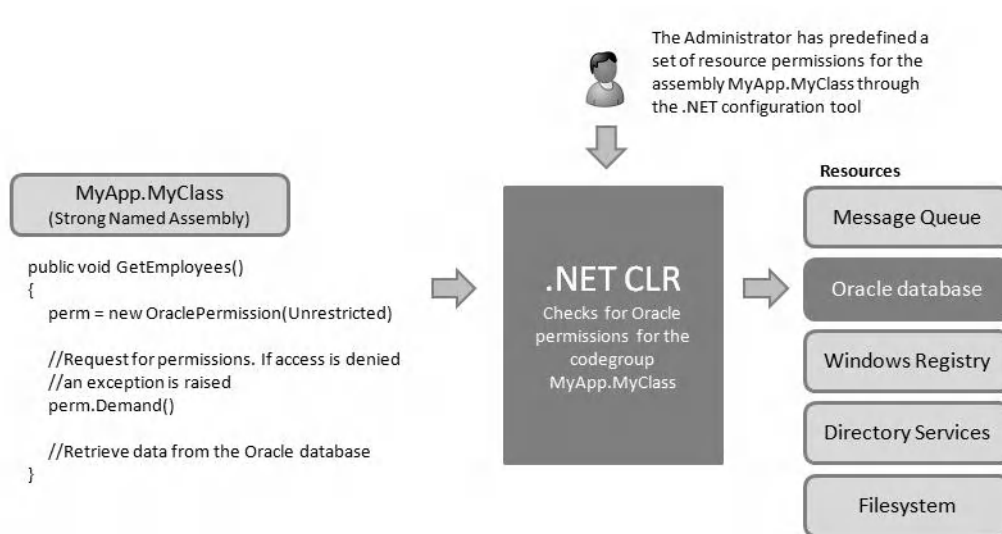 The Administrator has predefined a
set of resource permissions for the
assembly MyApp.MyClass through
the .NET configuration tool
MyApp.MyClass
(Strong Named Assembly)
public void GetEmployees()
{
perm = new OraclePermission(Unrestricted)
//Request for permissions. If access is denied
//an exception is raised
perm.Demand()
//Retrieve data from the Oracle database
}
.NET CLR
Checks for Oracle
permissions for the
codegroup
MyApp.MyClass
Resources
Message Queue
Oracle database
Windows Registry
Directory Services
Filesystem